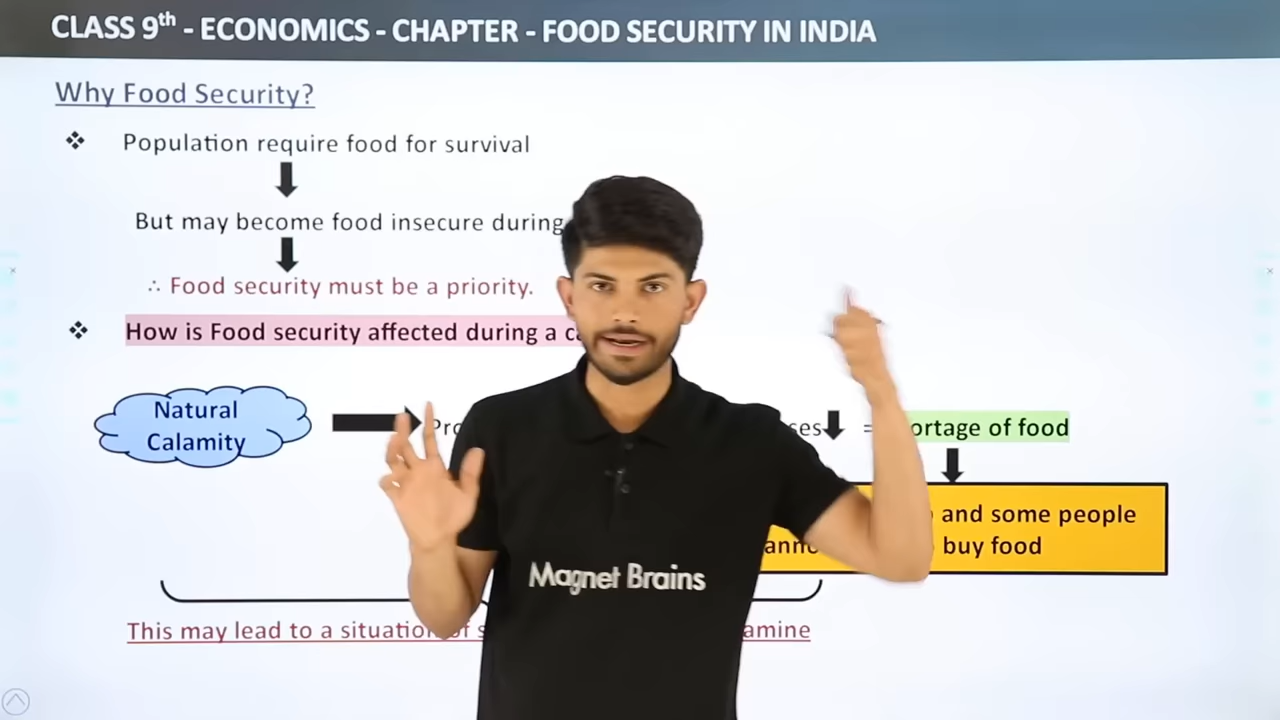 CLASS 9th - ECONOMICS - CHAPTER - FOOD SECURITY IN INDIA
Why Food Security?
❖ Population require food for survival
But may become food insecure during
∴ Food security must be a priority.
❖ How is Food security affected during a
Natural
Calamity
= of food
and some people
buy food
This may lead to a situation
Magnet Brains